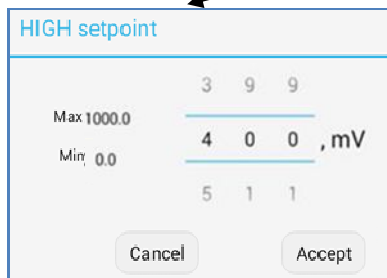 HIGH setpoint
3 9 9
Max 1000.0
4 0 0 , mV
Min 0.0
5 1 1
Cancel Accept